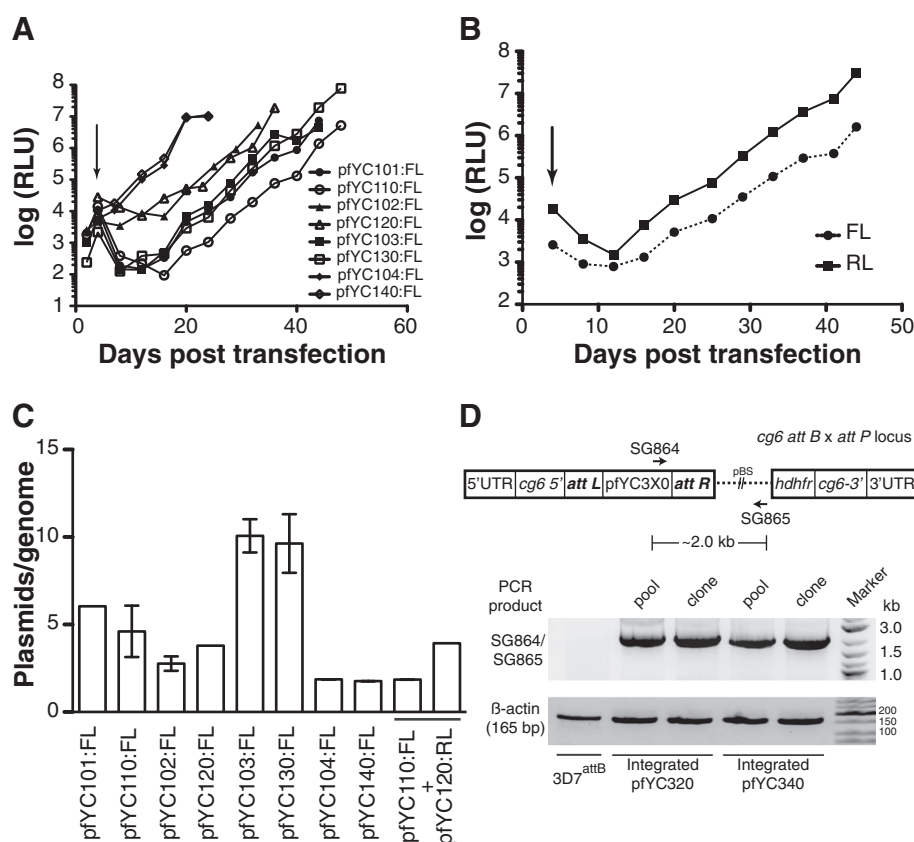 A
log (RLU)
8
7
6
5
4
3
2
1
0
20
40
60
Days post transfection
pfYC101:FL
pfYC110:FL
pfYC102:FL
pfYC120:FL
pfYC103:FL
pfYC130:FL
pfYC104:FL
pfYC140:FL
B
log (RLU)
8
7
6
5
4
3
2
0
10
20
30
40
50
Days post transfection
FL
RL
C
Plasmids/genome
15
10
5
0
pfYC101:FL
pfYC110:FL
pfYC102:FL
pfYC120:FL
pfYC103:FL
pfYC130:FL
pfYC104:FL
pfYC140:FL
pfYC110:FL
+
pfYC120:RL
D
cg6 att B x att P locus
SG864
pBS
5'UTR cg6 5' att L pfYC3X0 att R // hdhfr cg6-3' 3'UTR
SG865
~2.0 kb
PCR
product
pool clone pool clone Marker
kb
SG864/
SG865
3.0
1.5
1.0
ß-actin
(165 bp)
200
150
100
3D7attB
Integrated
pfYC320
Integrated
pfYC340